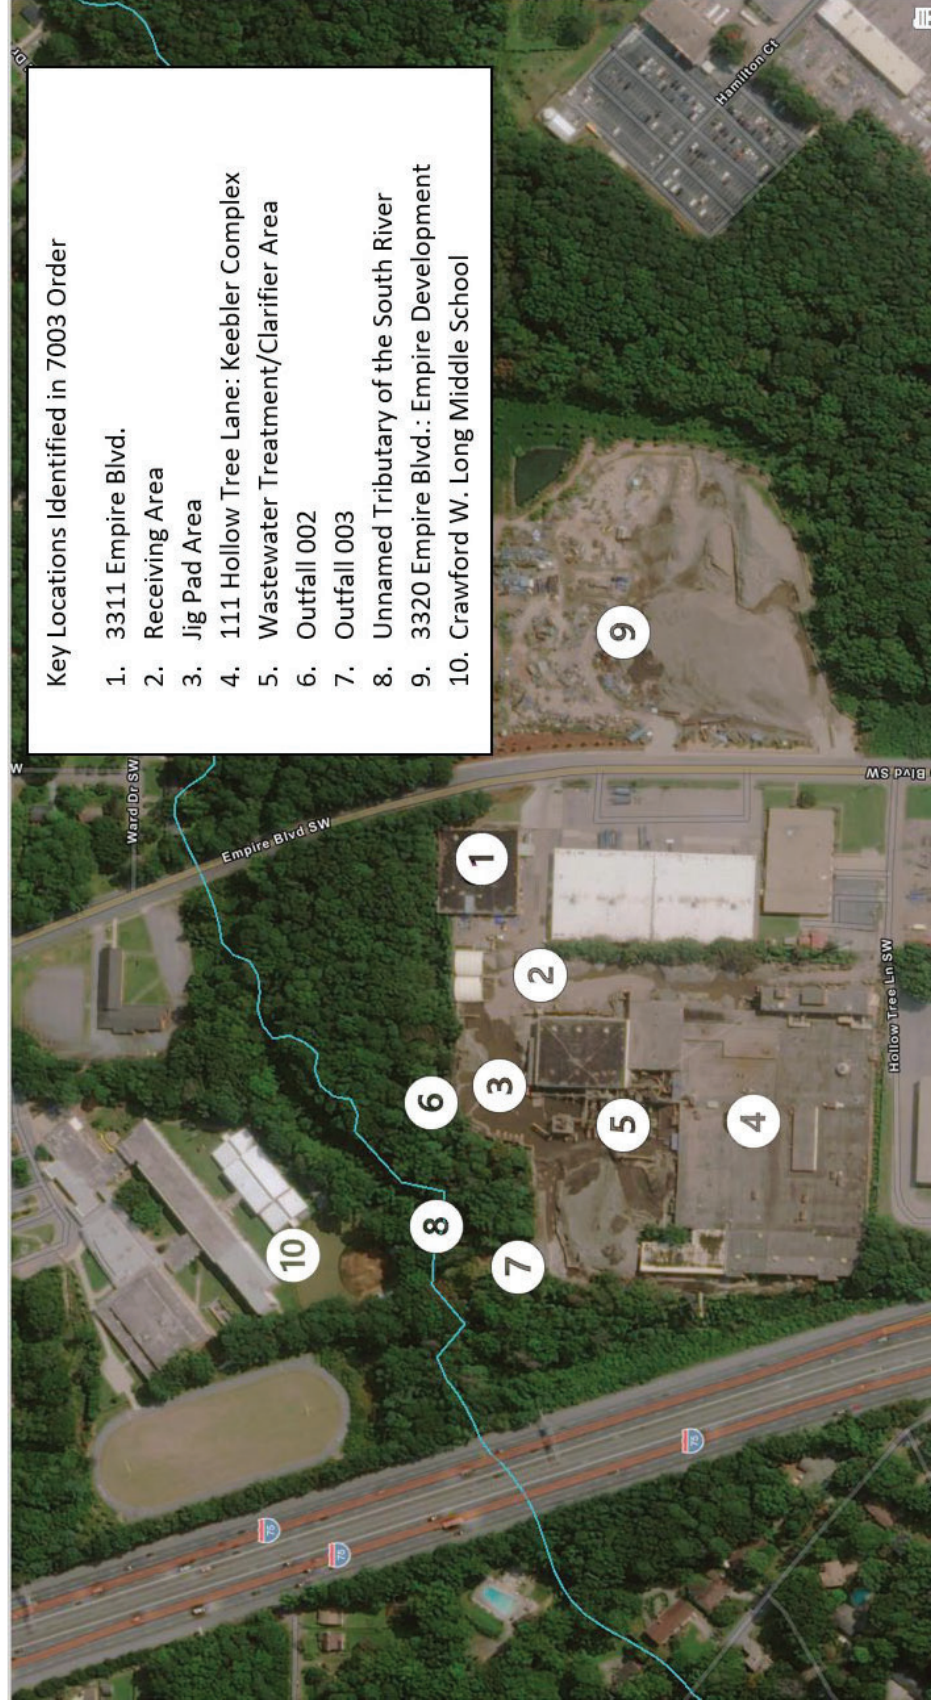 Key Locations Identified in 7003 Order
1. 3311 Empire Blvd.
2. Receiving Area
3. Jig Pad Area
4. 111 Hollow Tree Lane: Keebler Complex
5. Wastewater Treatment/Clarifier Area
6. Outfall 002
7. Outfall 003
8. Unnamed Tributary of the South River
9. 3320 Empire Blvd.: Empire Development
10. Crawford W. Long Middle School
Dr
W
Ward Dr SW
Empire Blvd SW
10
75
75
8
6
7
3
1
2
5
9
4
75
Hamilton Ct
Hollow Tree Ln SW
Blvd SW